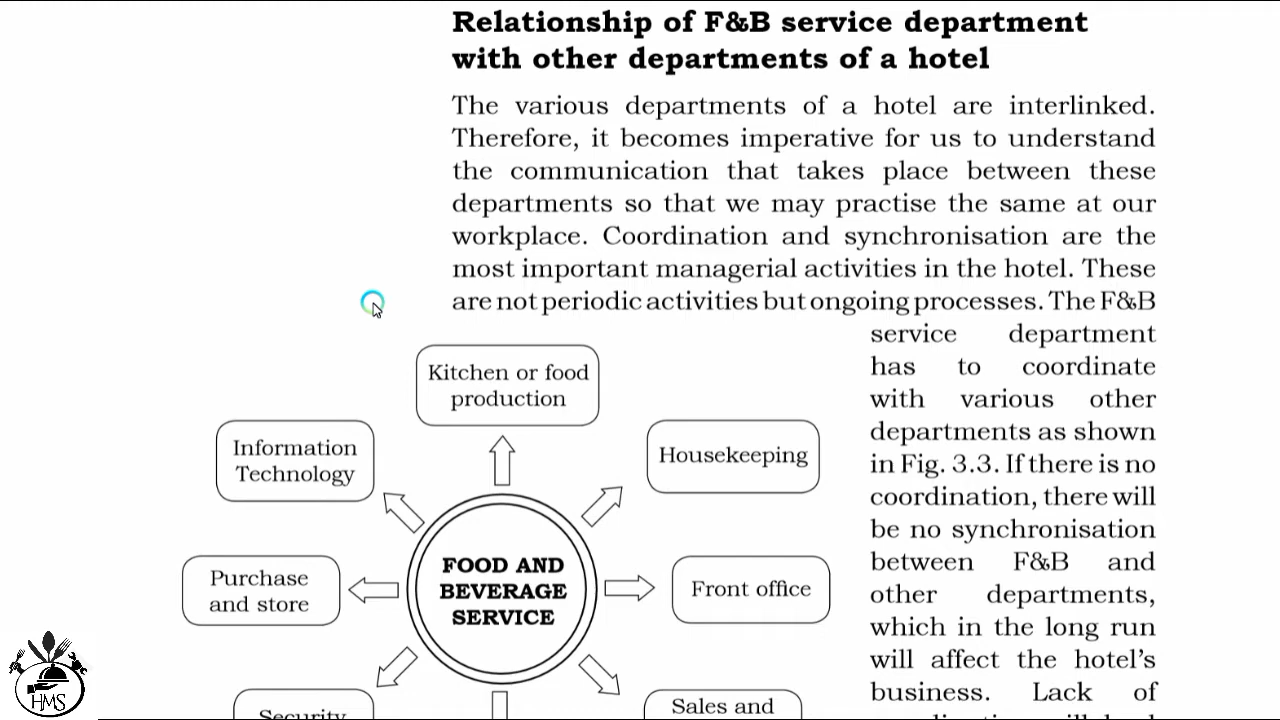 Relationship of F&B service department
with other departments of a hotel
The various departments of a hotel are interlinked.
Therefore, it becomes imperative for us to understand
the communication that takes place between these
departments so that we may practise the same at our
workplace. Coordination and synchronisation are the
most important managerial activities in the hotel. These
are not periodic activities but ongoing processes. The F&B
service department
has to coordinate
with various other
departments as shown
in Fig. 3.3. If there is no
coordination, there will
be no synchronisation
between F&B and
other departments,
which in the long run
will affect the hotel's
business. Lack of
Kitchen or food
production
Information
Technology
Housekeeping
Purchase
and store
FOOD AND
BEVERAGE
SERVICE
Front office
Security
Sales and
HMS